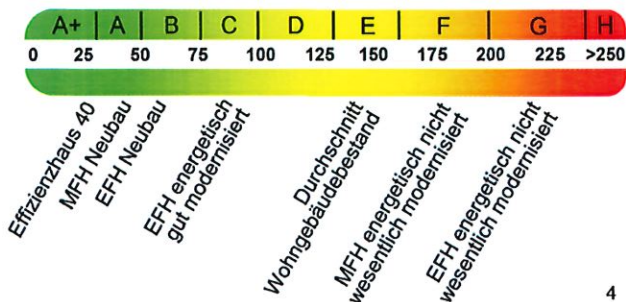 A+ A B C D E F G H
0 25 50 75 100 125 150 175 200 225 >250
Effizienzhaus 40
MFH Neubau
EFH Neubau
EFH energetisch
gut modernisiert
Durchschnitt
Wohngebäudebestand
MFH energetisch nicht
wesentlich modernisiert
EFH energetisch nicht
wesentlich modernisiert
4